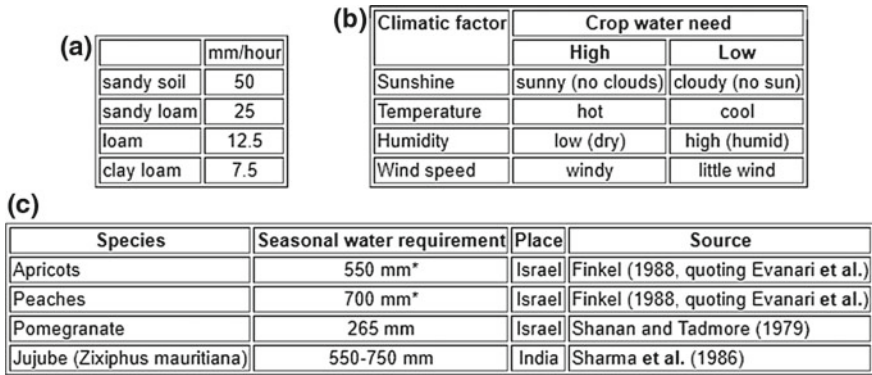 (a)
mm/hour
sandy soil 50
sandy loam 25
loam 12.5
clay loam 7.5
(b)
Climatic factor Crop water need
High Low
Sunshine sunny (no clouds) cloudy (no sun)
Temperature hot cool
Humidity low (dry) high (humid)
Wind speed windy little wind
(c)
Species Seasonal water requirement Place Source
Apricots 550 mm* Israel Finkel (1988, quoting Evanari et al.)
Peaches 700 mm* Israel Finkel (1988, quoting Evanari et al.)
Pomegranate 265 mm Israel Shanan and Tadmore (1979)
Jujube (Zixiphus mauritiana) 550-750 mm India Sharma et al. (1986)